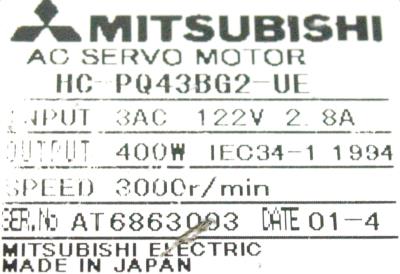 MITSUBISHI
AC SERVO MOTOR
HC-PQ43BG2-UE
INPUT 3AC 122V 2.8A
OUTPUT 400W IEC34-1 1994
SPEED 3000r/min
SER.No AT6863093 DATE 01-4
MITSUBISHI ELECTRIC
MADE IN JAPAN